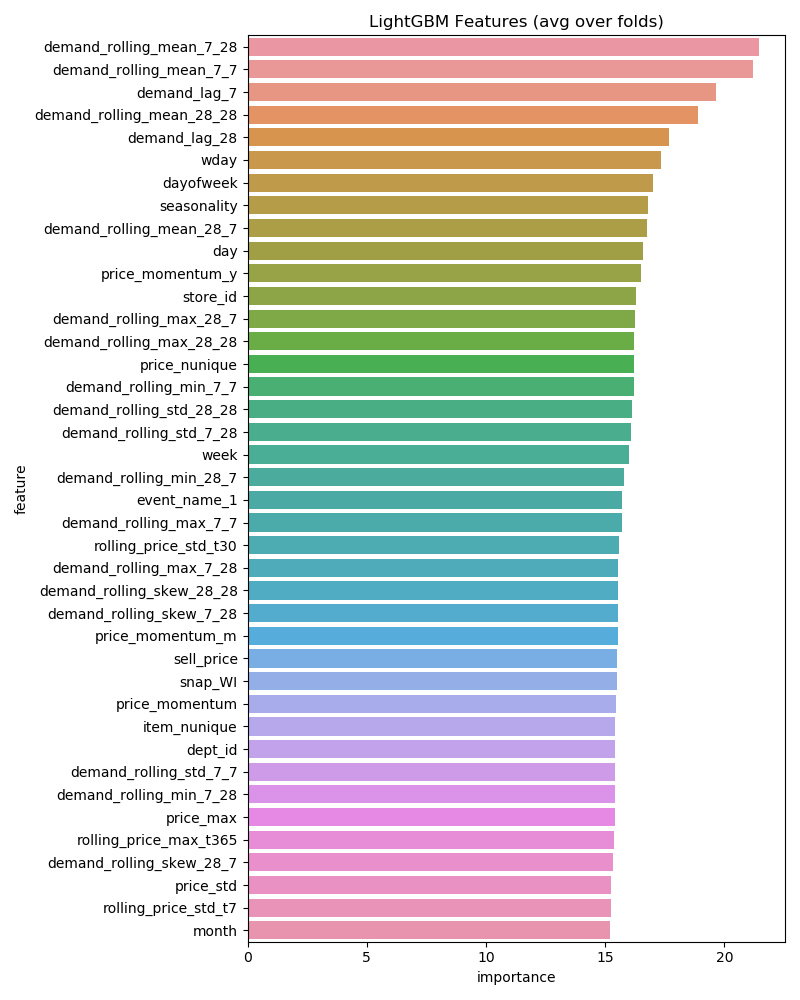 LightGBM Features (avg over folds)
demand_rolling_mean_7_28
demand_rolling_mean_7_7
demand_lag_7
demand_rolling_mean_28_28
demand_lag_28
wday
dayofweek
seasonality
demand_rolling_mean_28_7
day
price_momentum_y
store_id
demand_rolling_max_28_7
demand_rolling_max_28_28
price_nunique
demand_rolling_min_7_7
demand_rolling_std_28_28
demand_rolling_std_7_28
week
demand_rolling_min_28_7
event_name_1
demand_rolling_max_7_7
rolling_price_std_t30
demand_rolling_max_7_28
demand_rolling_skew_28_28
demand_rolling_skew_7_28
price_momentum_m
sell_price
snap_WI
price_momentum
item_nunique
dept_id
demand_rolling_std_7_7
demand_rolling_min_7_28
price_max
rolling_price_max_t365
demand_rolling_skew_28_7
price_std
rolling_price_std_t7
month
feature
0 5 10 15 20
importance